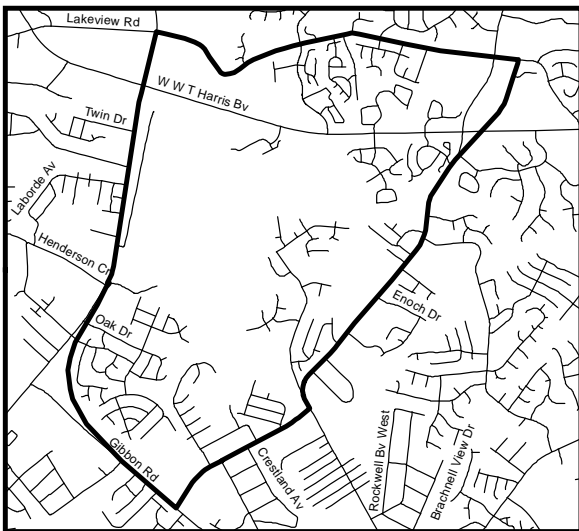 Lakeview Rd
W W T Harris Bv
Twin Dr
Laborde Av
Henderson Cr
Enoch Dr
Oak Dr
Gibbon Rd
Crestland Av
Rockwell Bv West
Brachnell View Dr